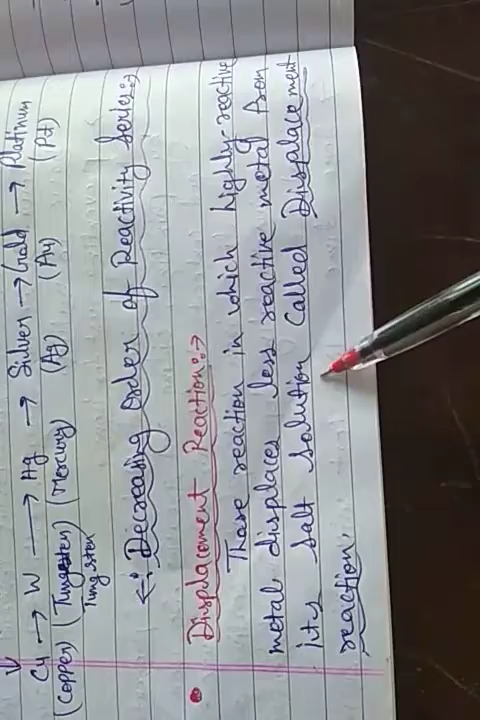 Cu → W → Hg → Silver → Gold → Platinum
(Copper) (Tungsten) (Mercury) (Ag) (Au) (Pt)
Tungsten
<: Decreasing order of Reactivity Series:→
• Displacement Reaction:→
Those reaction in which highly-reactive
metal displaces less reactive metal from
its salt solution called Displacement
reaction.